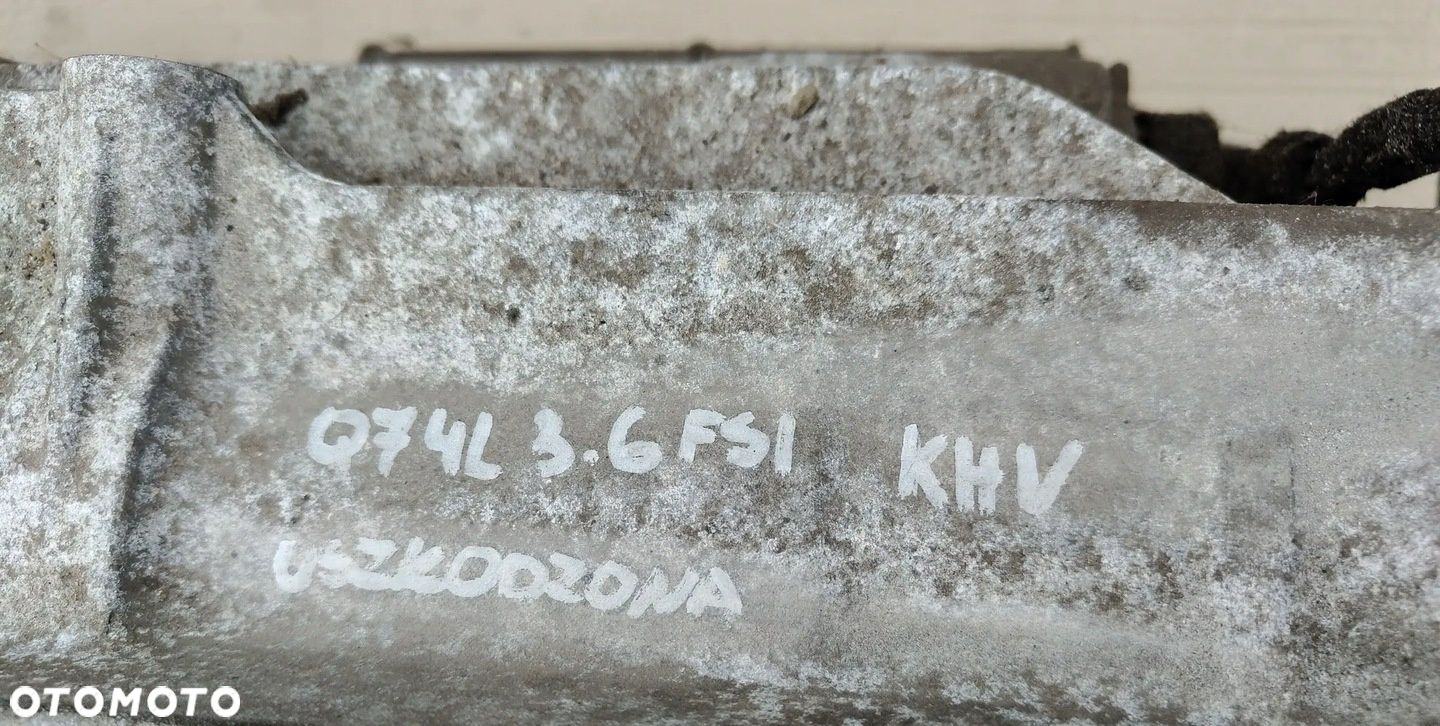 Q7 4L 3.6 FSI KHV
USZKODZONA
OTOMOTO